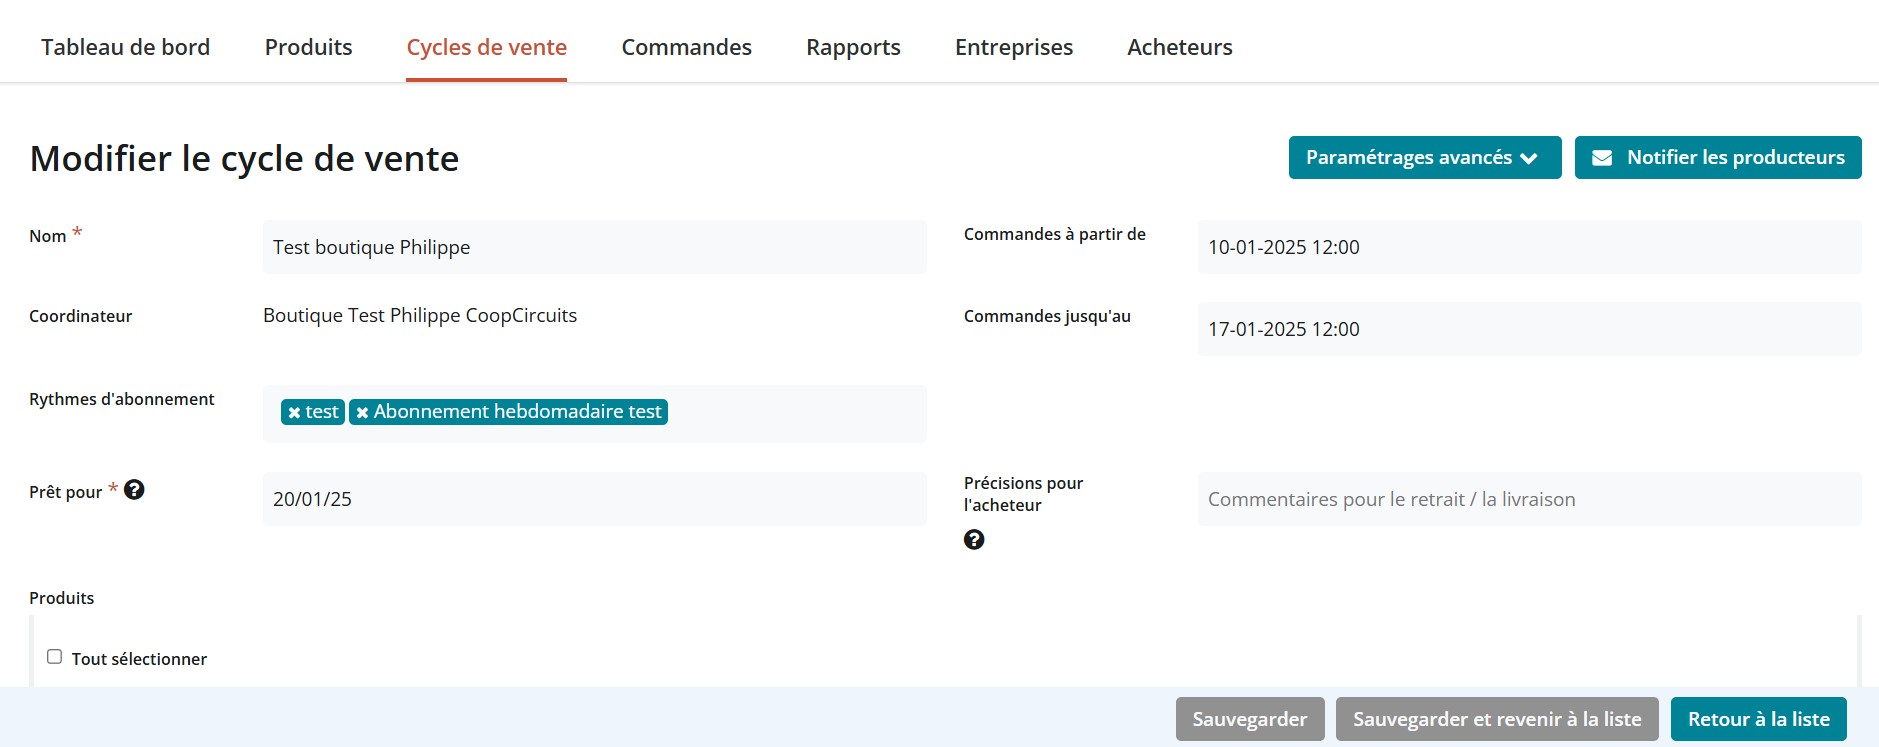 Tableau de bord Produits Cycles de vente Commandes Rapports Entreprises Acheteurs
Modifier le cycle de vente
Paramétrages avancés
Notifier les producteurs
Nom *
Test boutique Philippe
Commandes à partir de
10-01-2025 12:00
Coordinateur
Boutique Test Philippe CoopCircuits
Commandes jusqu'au
17-01-2025 12:00
Rythmes d'abonnement
× test × Abonnement hebdomadaire test
Prêt pour * ?
20/01/25
Précisions pour
l'acheteur
?
Commentaires pour le retrait / la livraison
Produits
Tout sélectionner
Sauvegarder
Sauvegarder et revenir à la liste
Retour à la liste